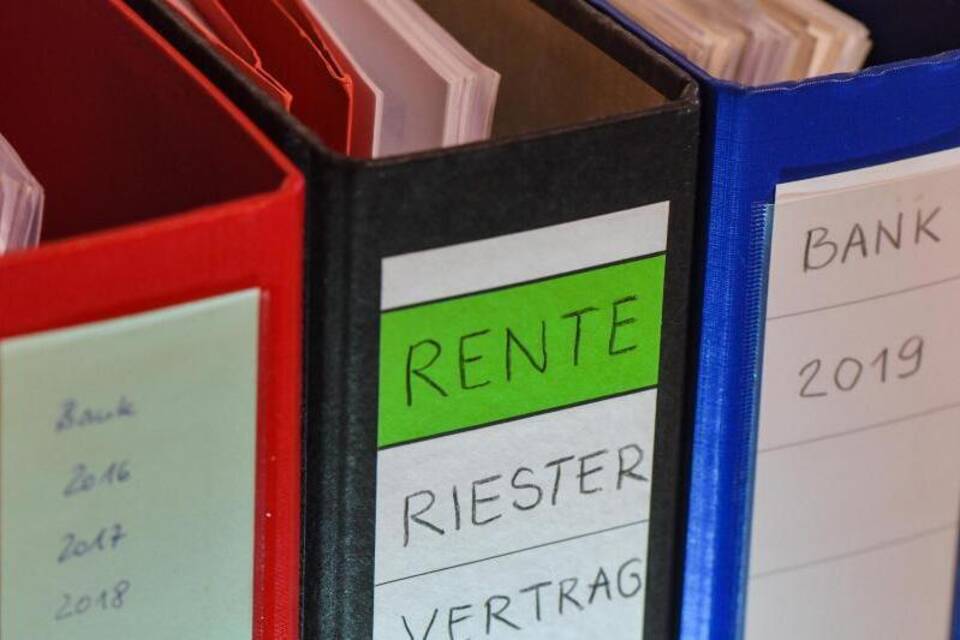 Bank
2016
2017
2018
RENTE
RIESTER
VERTRAG
BANK
2019